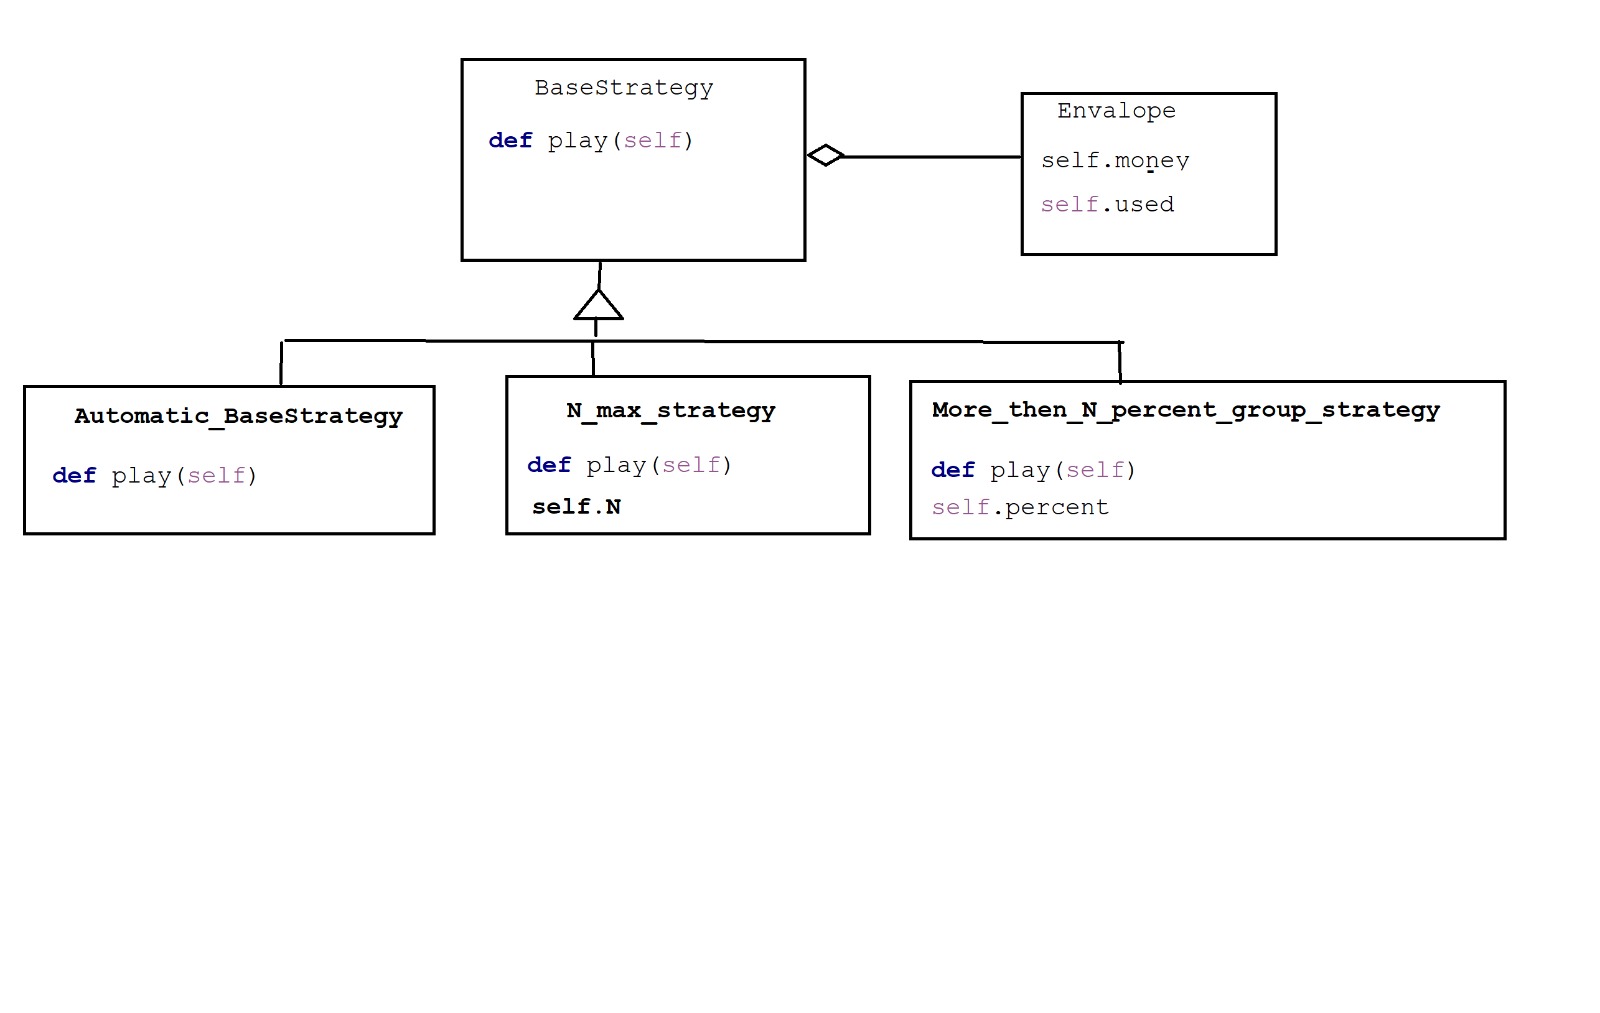 BaseStrategy
def play(self)
Envalope
self.money
self.used
Automatic_BaseStrategy
def play(self)
N_max_strategy
def play(self)
self.N
More_then_N_percent_group_strategy
def play(self)
self.percent